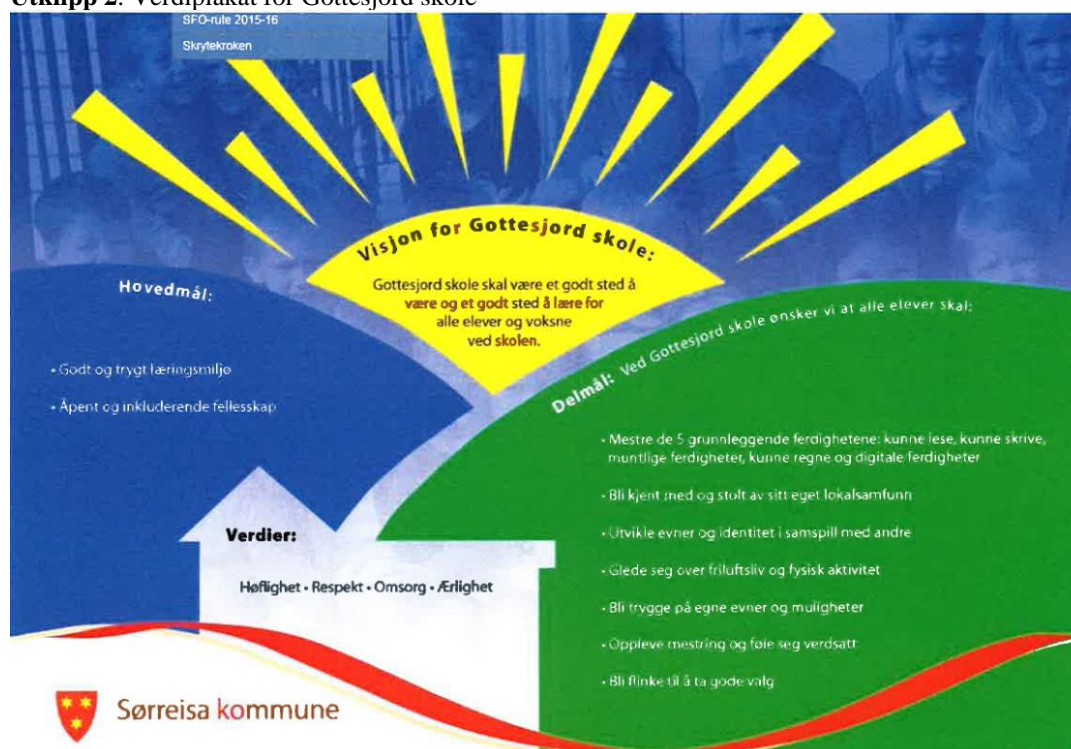 Utklipp 2: Verdiplakat for Gottesjord skole
SFO-rute 2015-16
Skrytekroken
Visjon for Gottesjord skole:
Gottesjord skole skal være et godt sted å
være og et godt sted å lære for
alle elever og voksne
ved skolen.
Hovedmål:
• Godt og trygt læringsmiljø
• Åpent og inkluderende fellesskap
Delmål: Ved Gottesjord skole ønsker vi at alle elever skal:
• Mestre de 5 grunnleggende ferdighetene: kunne lese, kunne skrive,
muntlige ferdigheter, kunne regne og digitale ferdigheter
• Bli kjent med og stolt av sitt eget lokalsamfunn
• Utvikle evner og identitet i samspill med andre
• Glede seg over friluftsliv og fysisk aktivitet
• Bli trygge på egne evner og muligheter
• Oppleve mestring og føle seg verdsatt
• Bli flinke til å ta gode valg
Verdier:
Høflighet • Respekt • Omsorg • Ærlighet
Sørreisa kommune